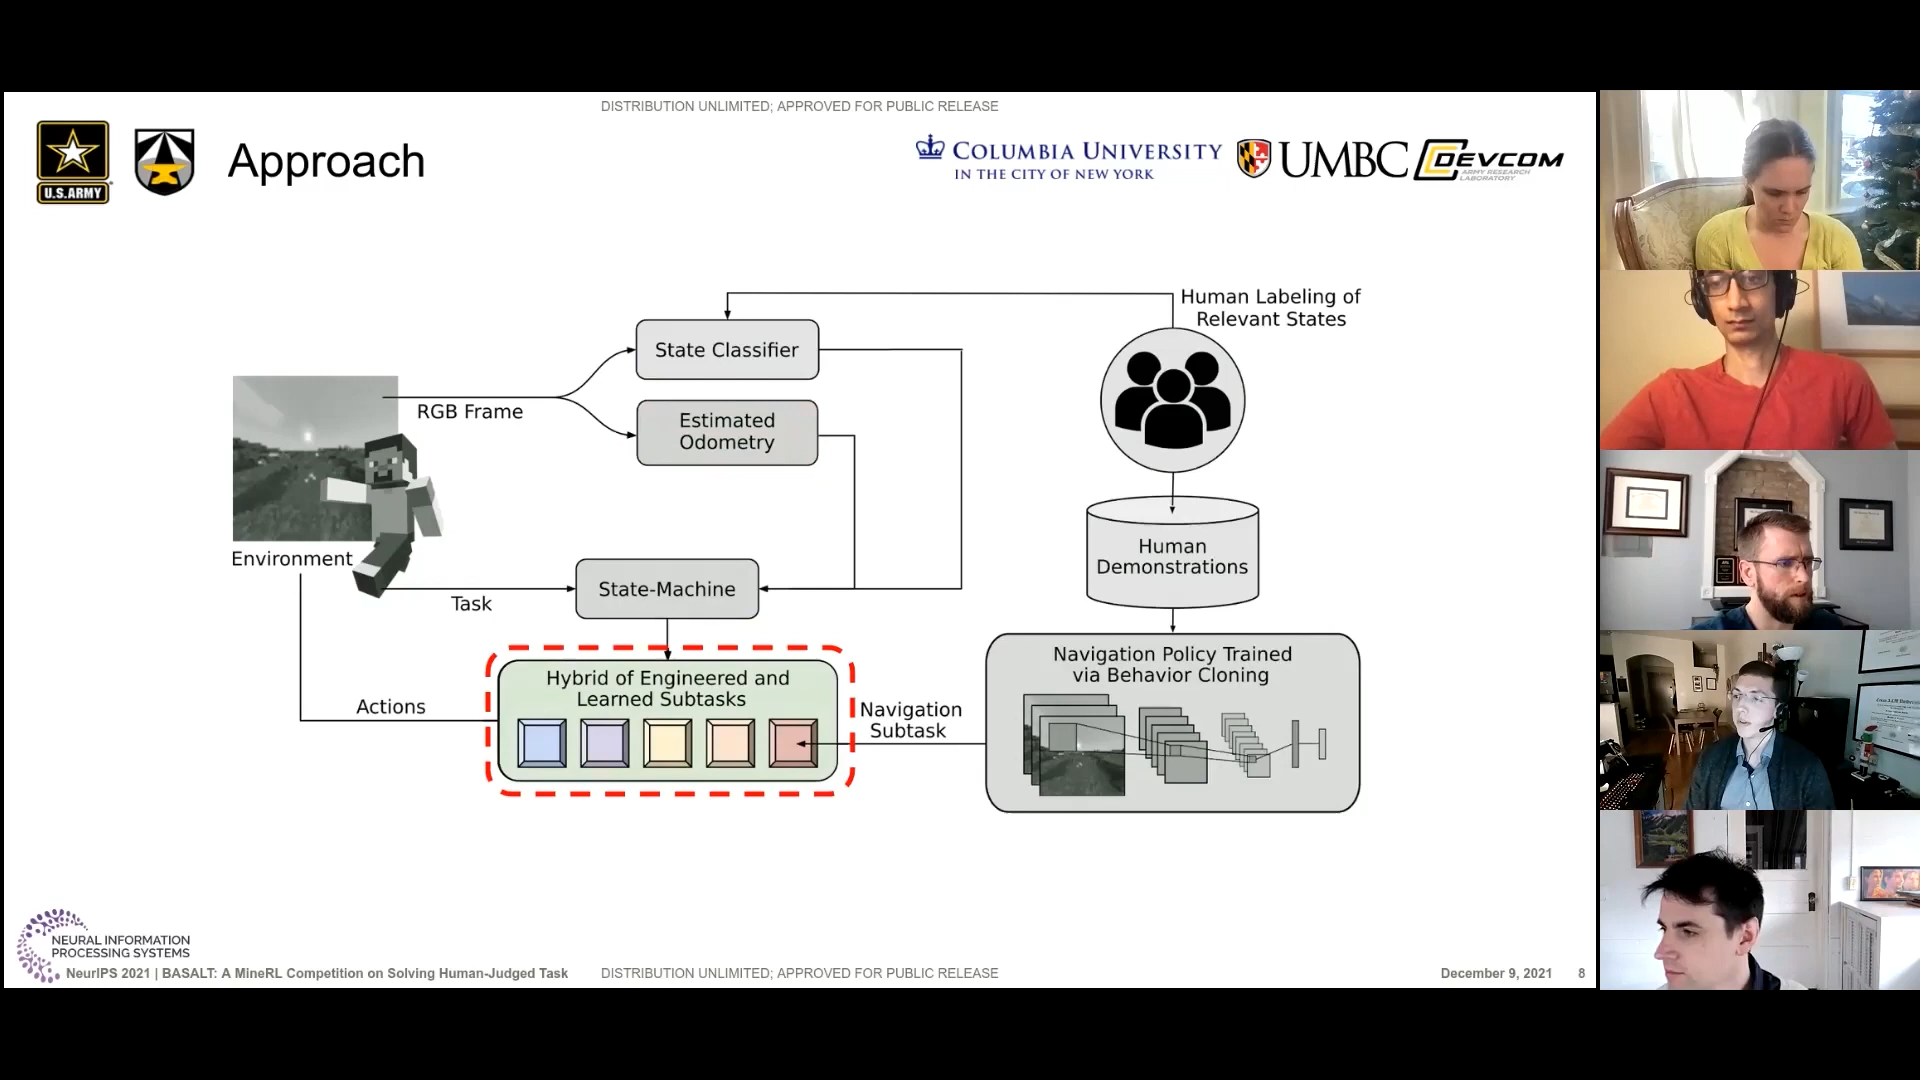 DISTRIBUTION UNLIMITED; APPROVED FOR PUBLIC RELEASE
U.S.ARMY
Approach
COLUMBIA UNIVERSITY
IN THE CITY OF NEW YORK
UMBC
DEVCOM
ARMY RESEARCH
LABORATORY
Human Labeling of
Relevant States
State Classifier
RGB Frame
Estimated
Odometry
Environment
Human
Demonstrations
State-Machine
Task
Hybrid of Engineered and
Learned Subtasks
Navigation Policy Trained
via Behavior Cloning
Actions
Navigation
Subtask
NEURAL INFORMATION
PROCESSING SYSTEMS
NeurIPS 2021 | BASALT: A MineRL Competition on Solving Human-Judged Task
DISTRIBUTION UNLIMITED; APPROVED FOR PUBLIC RELEASE
December 9, 2021
8